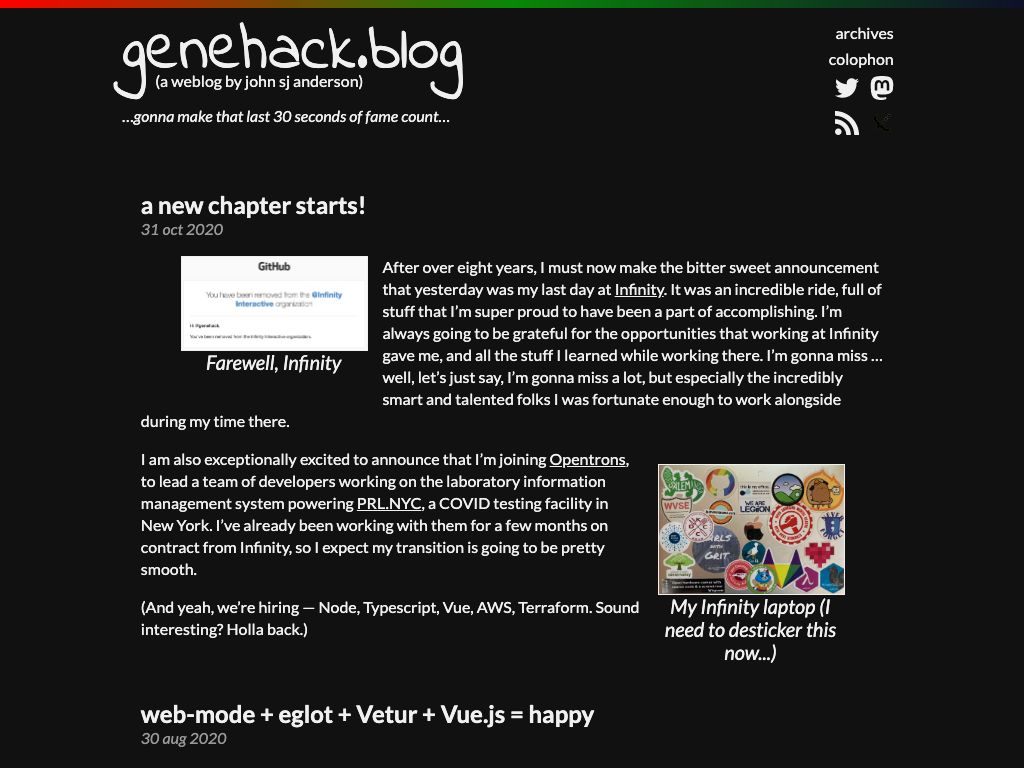 genehack.blog
(a weblog by john sj anderson)
...gonna make that last 30 seconds of fame count...
archives
colophon
a new chapter starts!
31 oct 2020
GitHub
You have been removed from the @Infinity
Interactive organization
Hi @genehack,
You've been removed from the Infinity Interactive organization.
Farewell, Infinity
After over eight years, I must now make the bitter sweet announcement
that yesterday was my last day at Infinity. It was an incredible ride, full of
stuff that I'm super proud to have been a part of accomplishing. I'm
always going to be grateful for the opportunities that working at Infinity
gave me, and all the stuff I learned while working there. I'm gonna miss ...
well, let's just say, I'm gonna miss a lot, but especially the incredibly
smart and talented folks I was fortunate enough to work alongside
during my time there.
I am also exceptionally excited to announce that I'm joining Opentrons,
to lead a team of developers working on the laboratory information
management system powering PRL.NYC, a COVID testing facility in
New York. I've already been working with them for a few months on
contract from Infinity, so I expect my transition is going to be pretty
smooth.
(And yeah, we're hiring — Node, Typescript, Vue, AWS, Terraform. Sound
interesting? Holla back.)
WVSE
WE ARE
LEGION
GIRLS
WITH
GRIT
My Infinity laptop (I
need to desticker this
now...)
web-mode + eglot + Vetur + Vue.js = happy
30 aug 2020